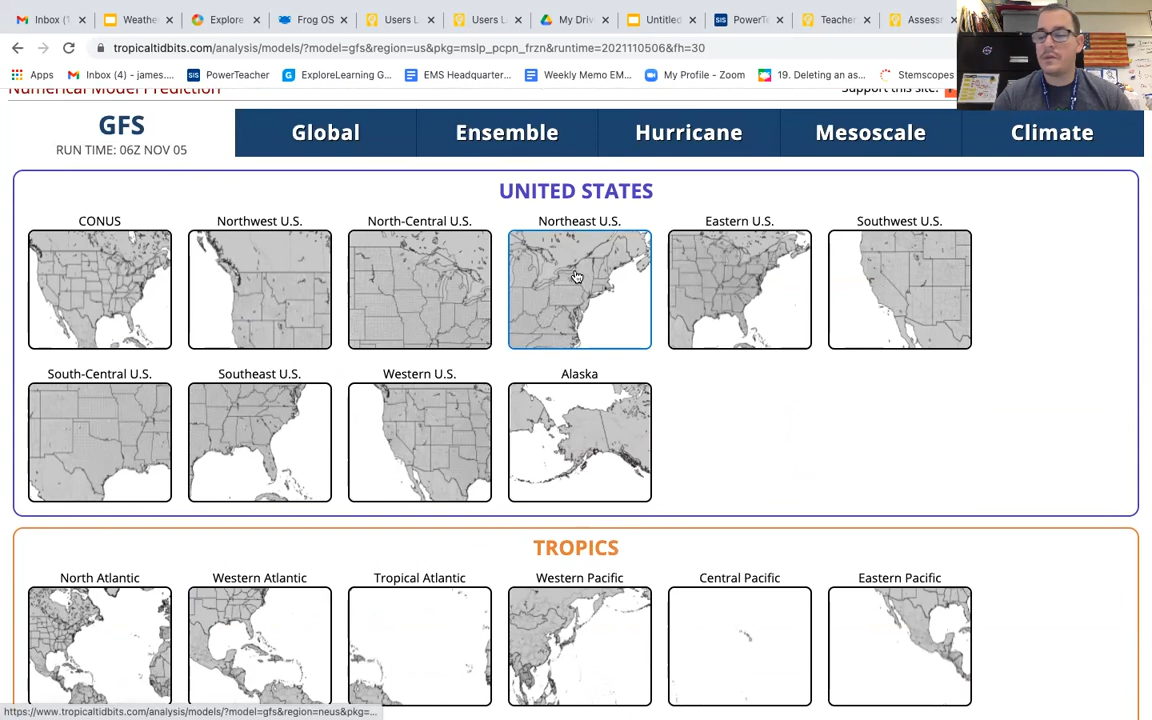 Inbox (1
Weathe
Explore
Frog OS
Users L
Users L
My Driv
Untitled
PowerTe
Teacher
Assessm
tropicaltidbits.com/analysis/models/?model=gfs&region=us&pkg=mslp_pcpn_frzn&runtime=2021110506&fh=30
Apps
Inbox (4) - james....
PowerTeacher
ExploreLearning G...
EMS Headquarter...
Weekly Memo EM...
My Profile - Zoom
19. Deleting an as...
Stemscopes
Numerical Model Prediction
Support this site:
GFS
RUN TIME: 06Z NOV 05
Global
Ensemble
Hurricane
Mesoscale
Climate
UNITED STATES
CONUS
Northwest U.S.
North-Central U.S.
Northeast U.S.
Eastern U.S.
Southwest U.S.
South-Central U.S.
Southeast U.S.
Western U.S.
Alaska
TROPICS
North Atlantic
Western Atlantic
Tropical Atlantic
Western Pacific
Central Pacific
Eastern Pacific
https://www.tropicaltidbits.com/analysis/models/?model=gfs&region=neus&pkg=...